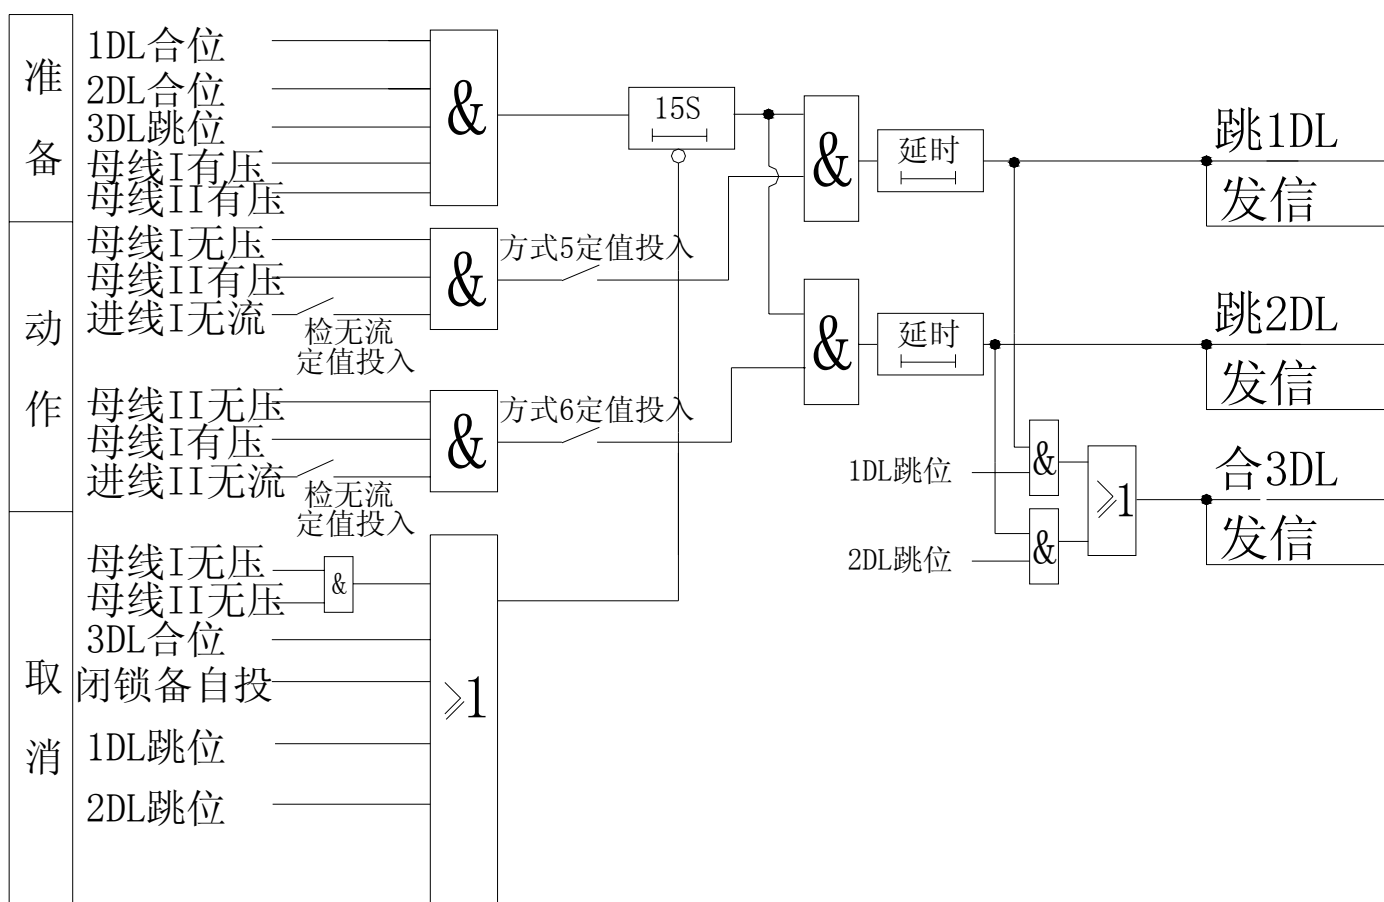 准备
1DL合位
2DL合位
3DL跳位
母线I有压
母线II有压
&
15S
&
延时
跳1DL
发信
动作
母线I无压
母线II有压
进线I无流
检无流
定值投入
&
方式5定值投入
&
延时
跳2DL
发信
母线II无压
母线I有压
进线II无流
检无流
定值投入
&
方式6定值投入
1DL跳位
&
2DL跳位
&
≥1
合3DL
发信
取消
母线I无压
母线II无压
&
3DL合位
闭锁备自投
1DL跳位
2DL跳位
≥1